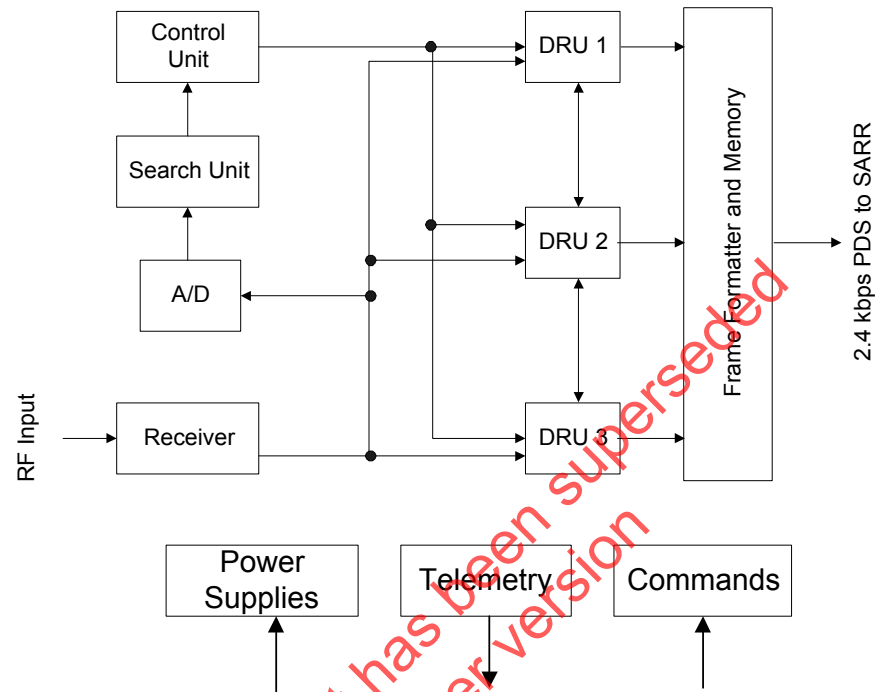 Control
Unit
DRU 1
Search Unit
DRU 2
A/D
Frame Formatter and Memory
2.4 kbps PDS to SARR
RF Input
Receiver
DRU 3
Power
Supplies
Telemetry
Commands
has been superseded
version